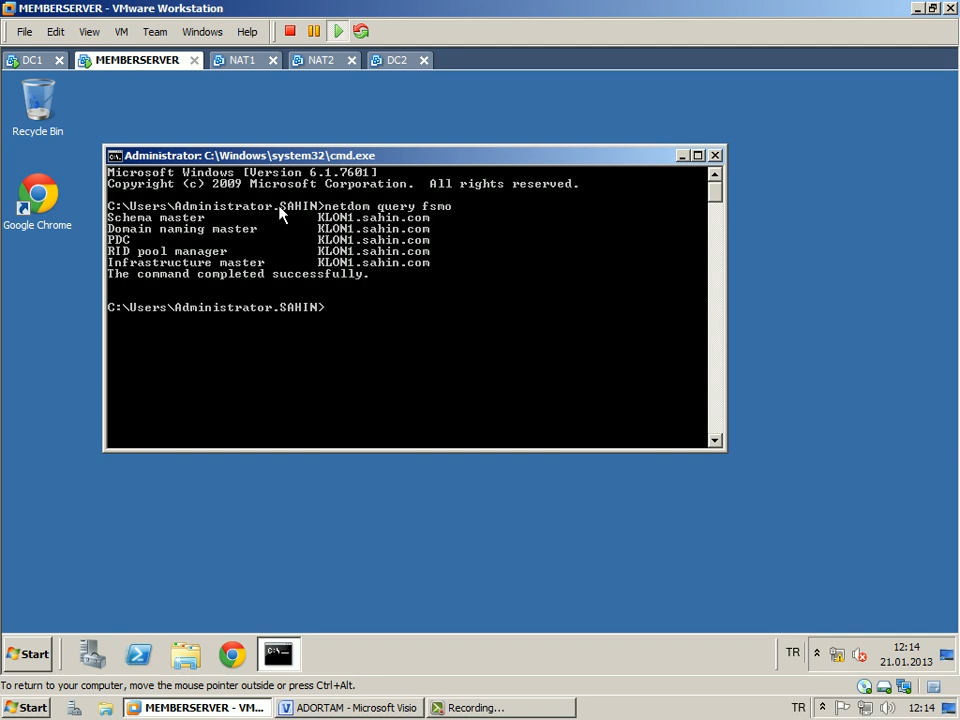 MEMBERSERVER - VMware Workstation
File Edit View VM Team Windows Help
DC1 MEMBERSERVER NAT1 NAT2 DC2
Recycle Bin
Google Chrome
Administrator: C:\Windows\system32\cmd.exe
Microsoft Windows [Version 6.1.7601]
Copyright (c) 2009 Microsoft Corporation.  All rights reserved.
C:\Users\Administrator.SAHIN>netdom query fsmo
Schema master               KLON1.sahin.com
Domain naming master        KLON1.sahin.com
PDC                         KLON1.sahin.com
RID pool manager            KLON1.sahin.com
Infrastructure master       KLON1.sahin.com
The command completed successfully.
C:\Users\Administrator.SAHIN>
Start TR 12:14
21.01.2013
To return to your computer, move the mouse pointer outside or press Ctrl+Alt.
Start MEMBERSERVER - VM... ADORTAM - Microsoft Visio Recording... TR 12:14